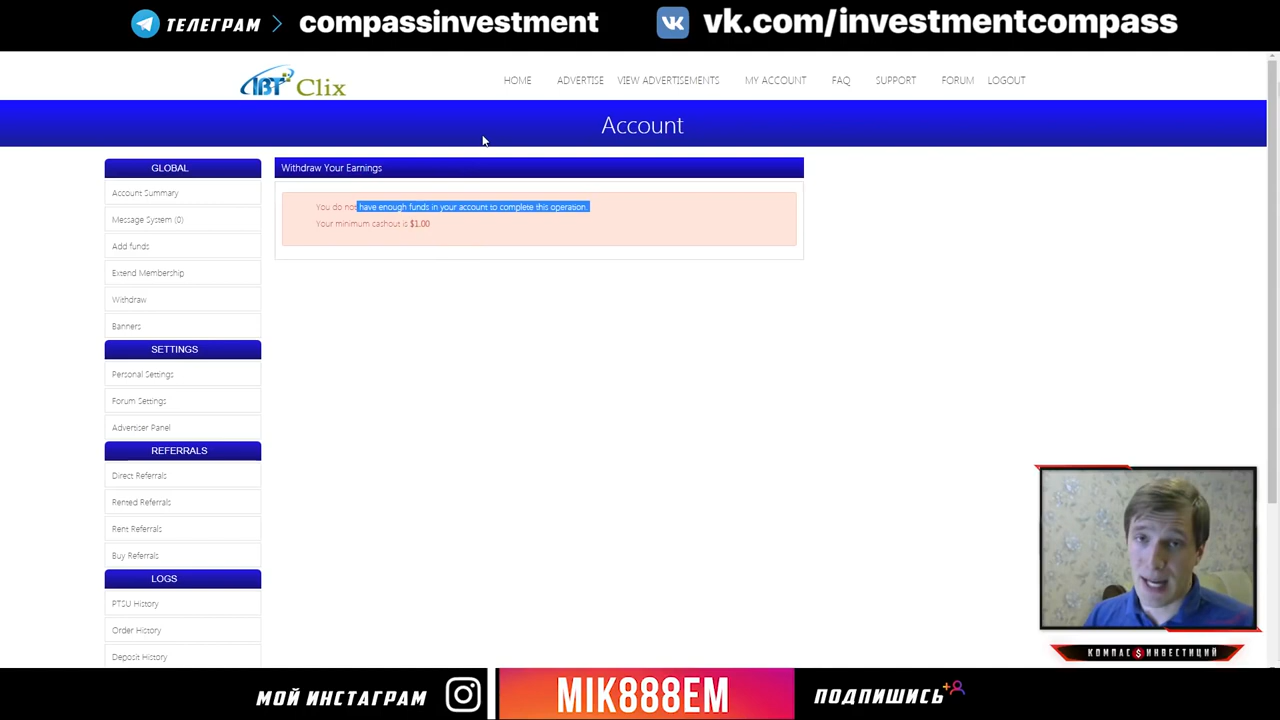 ТЕЛЕГРАМ > compassinvestment
vk.com/investmentcompass
IBT Clix
HOME ADVERTISE VIEW ADVERTISEMENTS MY ACCOUNT FAQ SUPPORT FORUM LOGOUT
Account
GLOBAL
Account Summary
Message System (0)
Add funds
Extend Membership
Withdraw
Banners
SETTINGS
Personal Settings
Forum Settings
Advertiser Panel
REFERRALS
Direct Referrals
Rented Referrals
Rent Referrals
Buy Referrals
LOGS
PTSU History
Order History
Deposit History
Withdraw Your Earnings
You do not have enough funds in your account to complete this operation.
Your minimum cashout is $1.00
КОМПАС $ ИНВЕСТИЦИЙ
МОЙ ИНСТАГРАМ
MIK888EM
ПОДПИШИСЬ